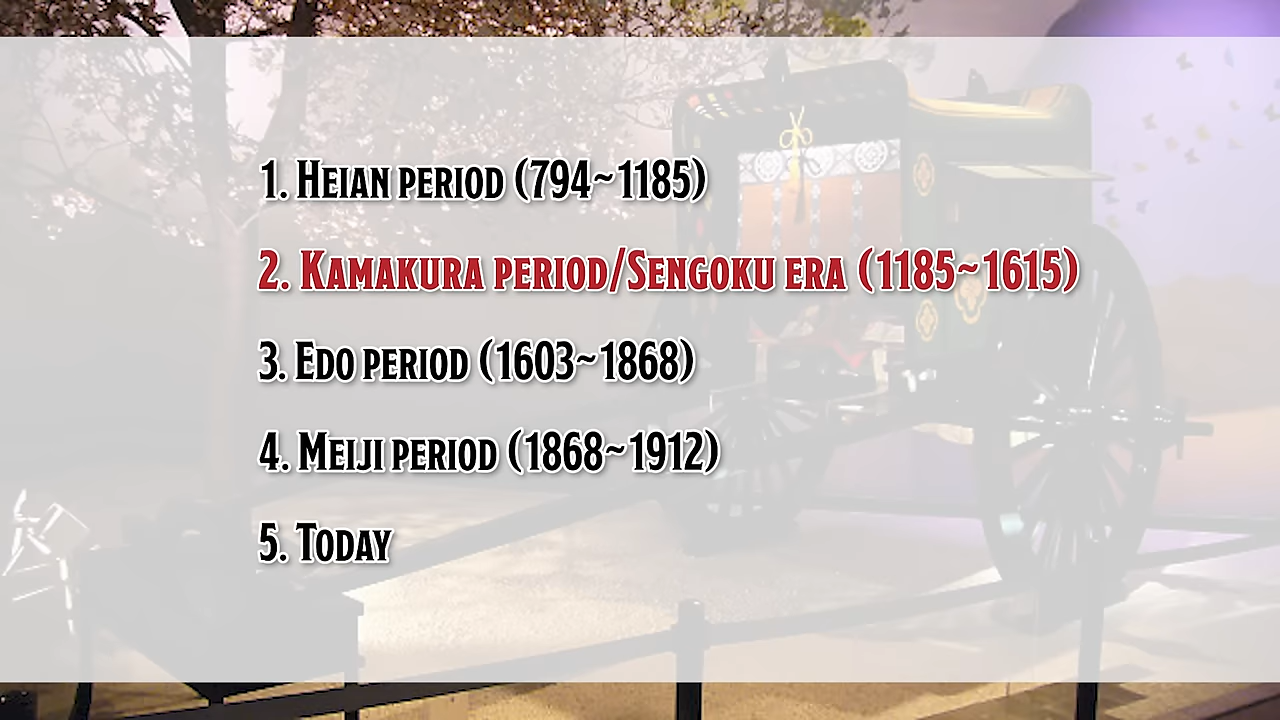 1. Heian period (794~1185)
2. Kamakura period/Sengoku era (1185~1615)
3. Edo period (1603~1868)
4. Meiji period (1868~1912)
5. Today